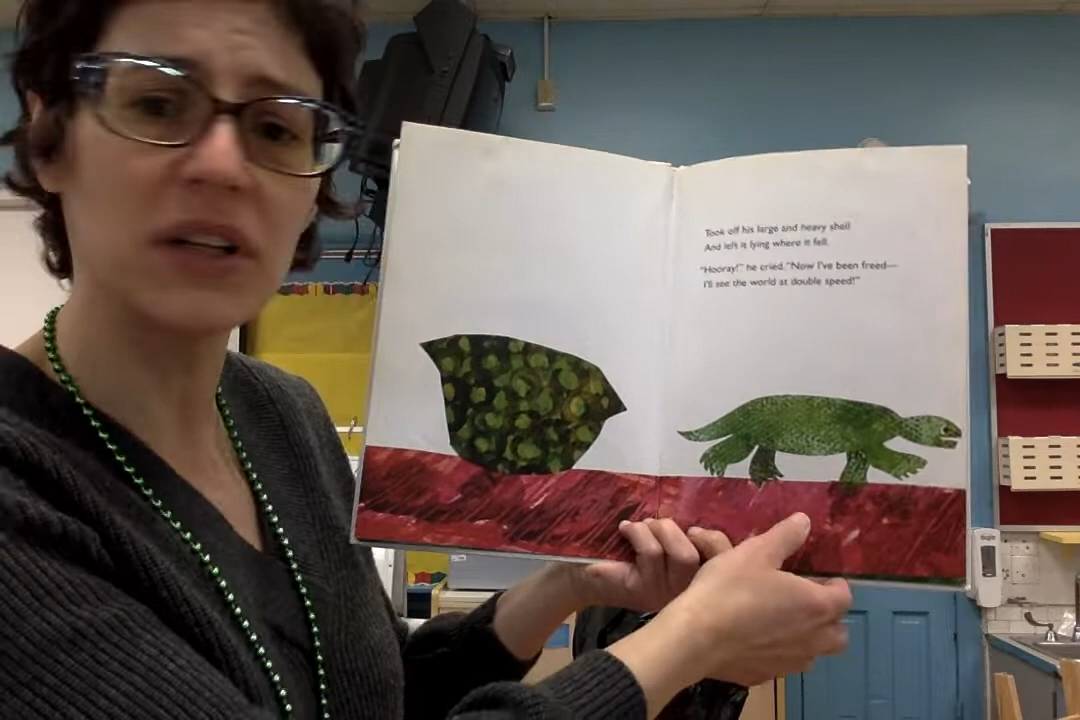 Took off his large and heavy shell
And left it lying where it fell.
"Hooray!" he cried. "Now I've been freed—
I'll see the world at double speed!"